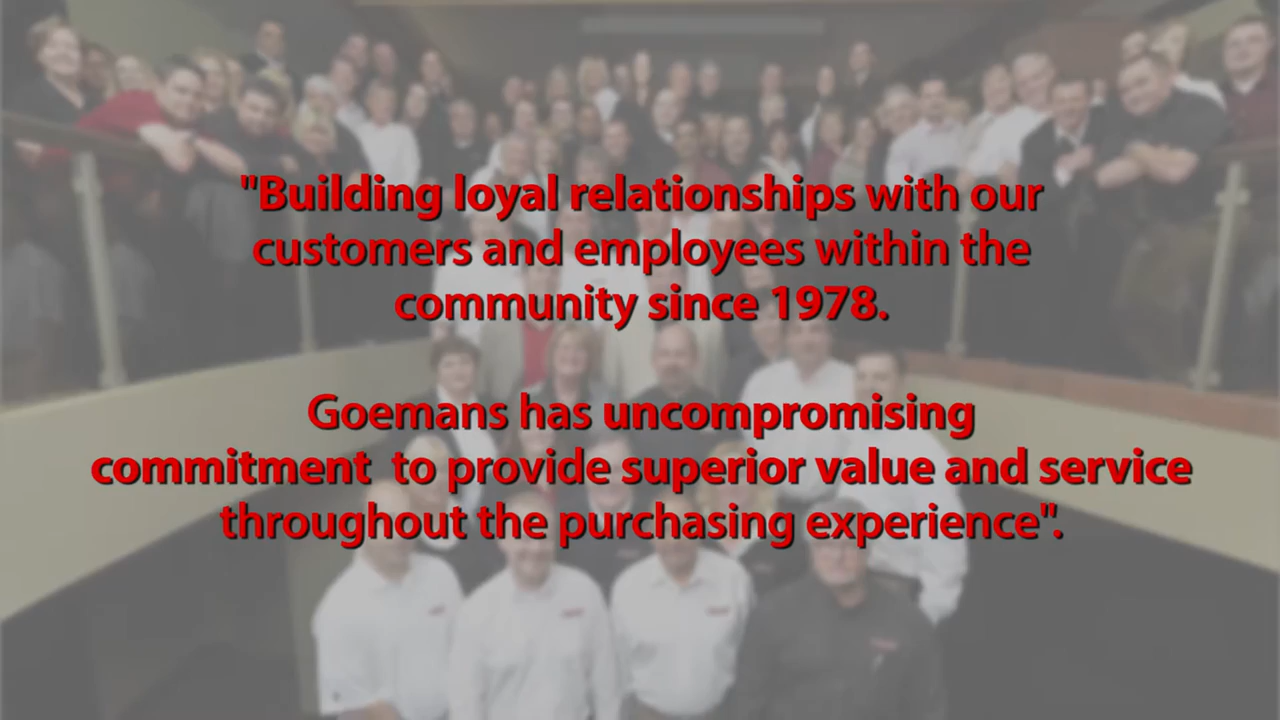 "Building loyal relationships with our
customers and employees within the
community since 1978.
Goemans has uncompromising
commitment  to provide superior value and service
throughout the purchasing experience".